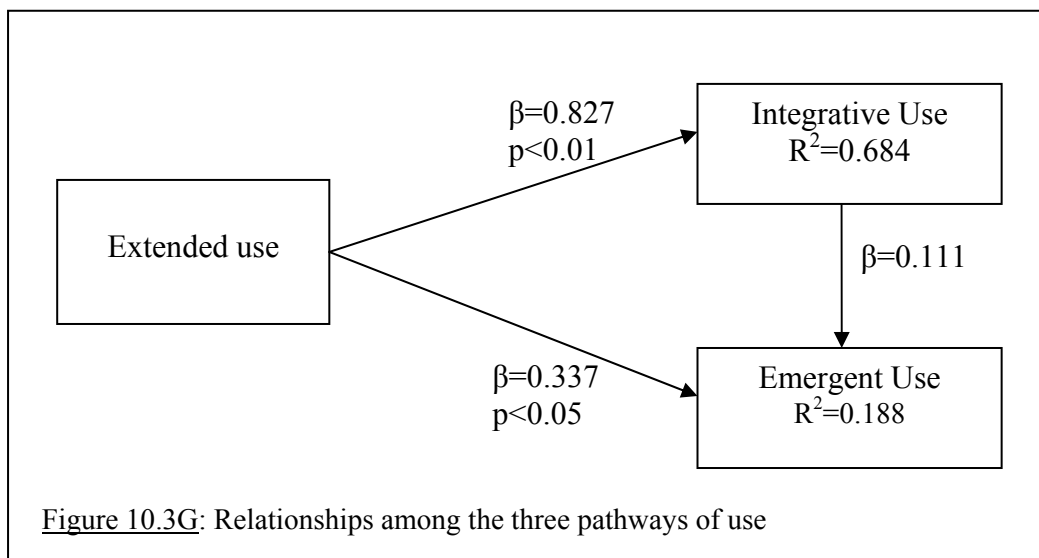 β=0.827
p<0.01
Integrative Use
R²=0.684
Extended use
β=0.111
β=0.337
p<0.05
Emergent Use
R²=0.188
Figure 10.3G: Relationships among the three pathways of use